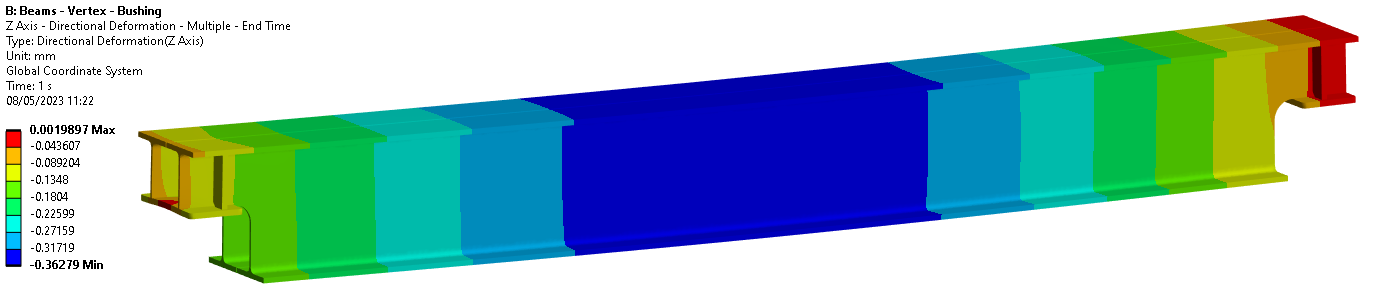 B: Beams - Vertex - Bushing
Z Axis - Directional Deformation - Multiple - End Time
Type: Directional Deformation(Z Axis)
Unit: mm
Global Coordinate System
Time: 1 s
08/05/2023 11:22
0.0019897 Max
-0.043607
-0.089204
-0.1348
-0.1804
-0.22599
-0.27159
-0.31719
-0.36279 Min